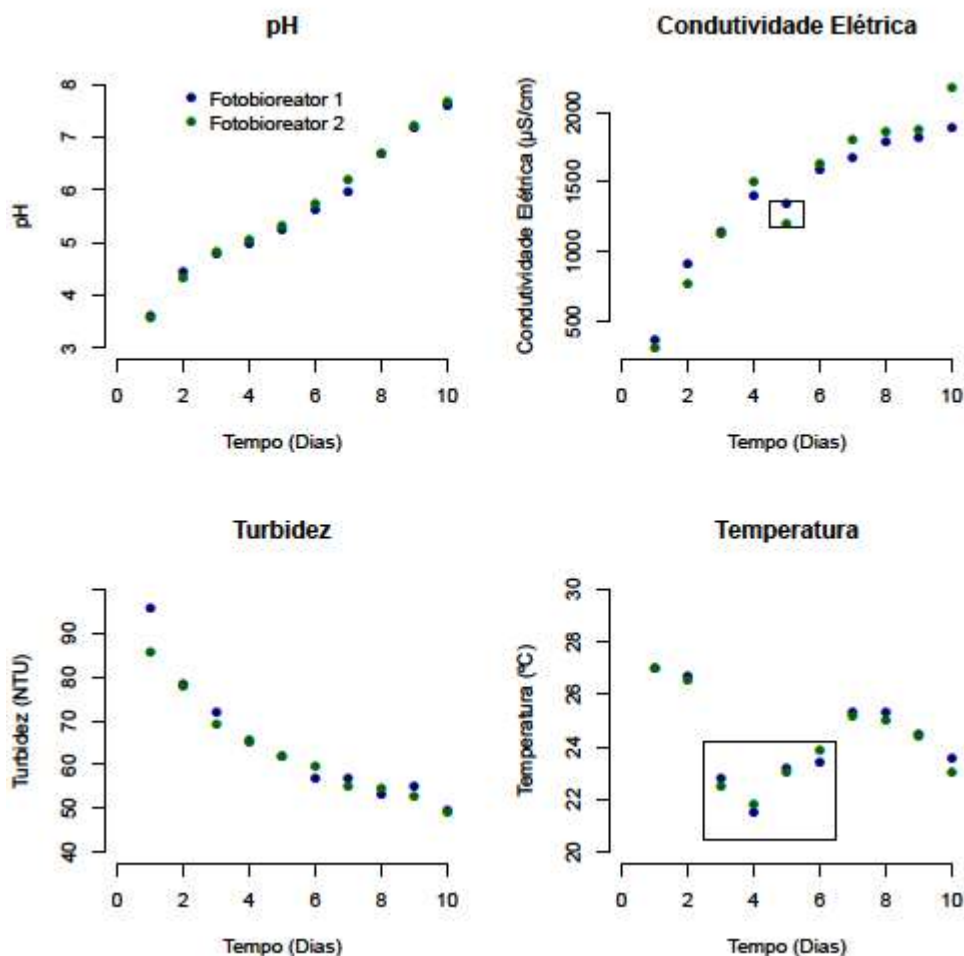 pH
8
7
6
5
4
3
pH
Fotobioreator 1
Fotobioreator 2
0 2 4 6 8 10
Tempo (Dias)
Condutividade Elétrica
2000
1500
1000
500
Condutividade Elétrica (µS/cm)
0 2 4 6 8 10
Tempo (Dias)
Turbidez
90
80
70
60
50
40
Turbidez (NTU)
0 2 4 6 8 10
Tempo (Dias)
Temperatura
30
28
26
24
22
20
Temperatura (ºC)
0 2 4 6 8 10
Tempo (Dias)